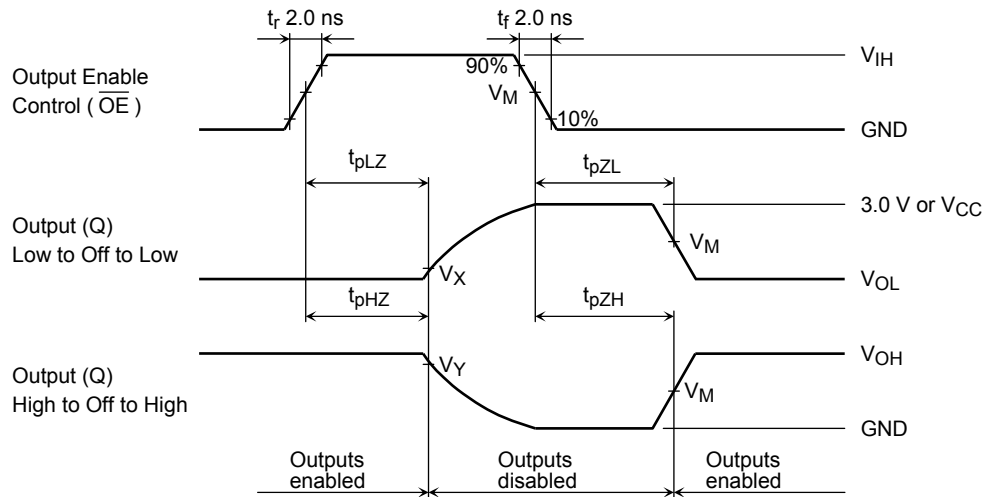 tr 2.0 ns
tf 2.0 ns
Output Enable
Control ( OE )
90%
VM
10%
VIH
GND
tpLZ
tpZL
Output (Q)
Low to Off to Low
3.0 V or VCC
VM
VX
VOL
tpHZ
tpZH
Output (Q)
High to Off to High
VY
VOH
VM
GND
Outputs
enabled
Outputs
disabled
Outputs
enabled